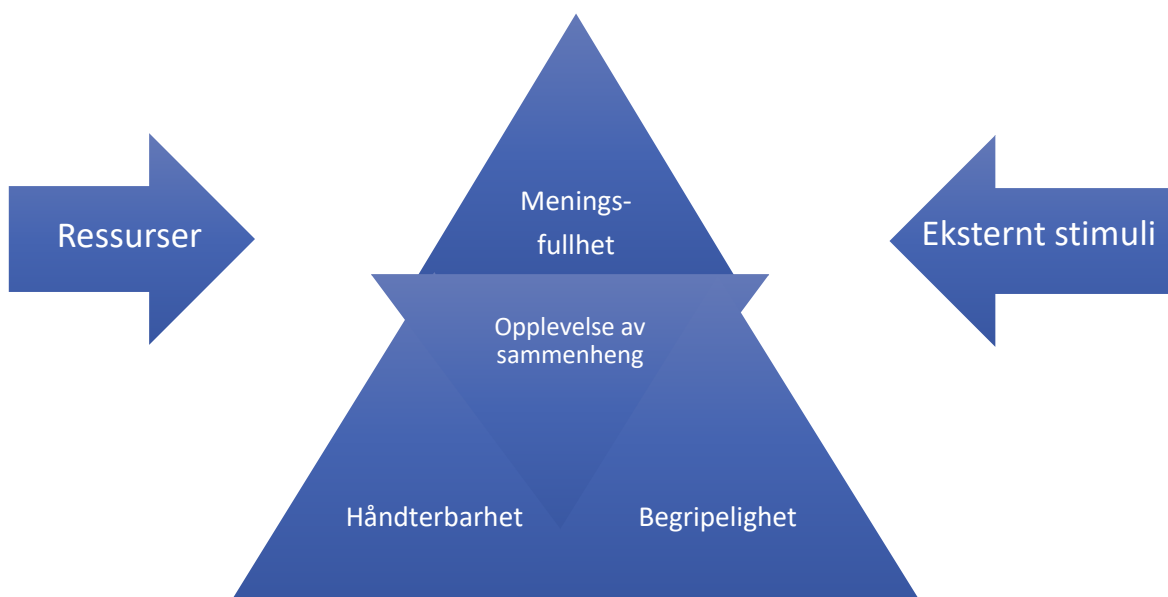 Menings-
fullhet
Ressurser
Eksternt stimuli
Opplevelse av
sammenheng
Håndterbarhet
Begripelighet